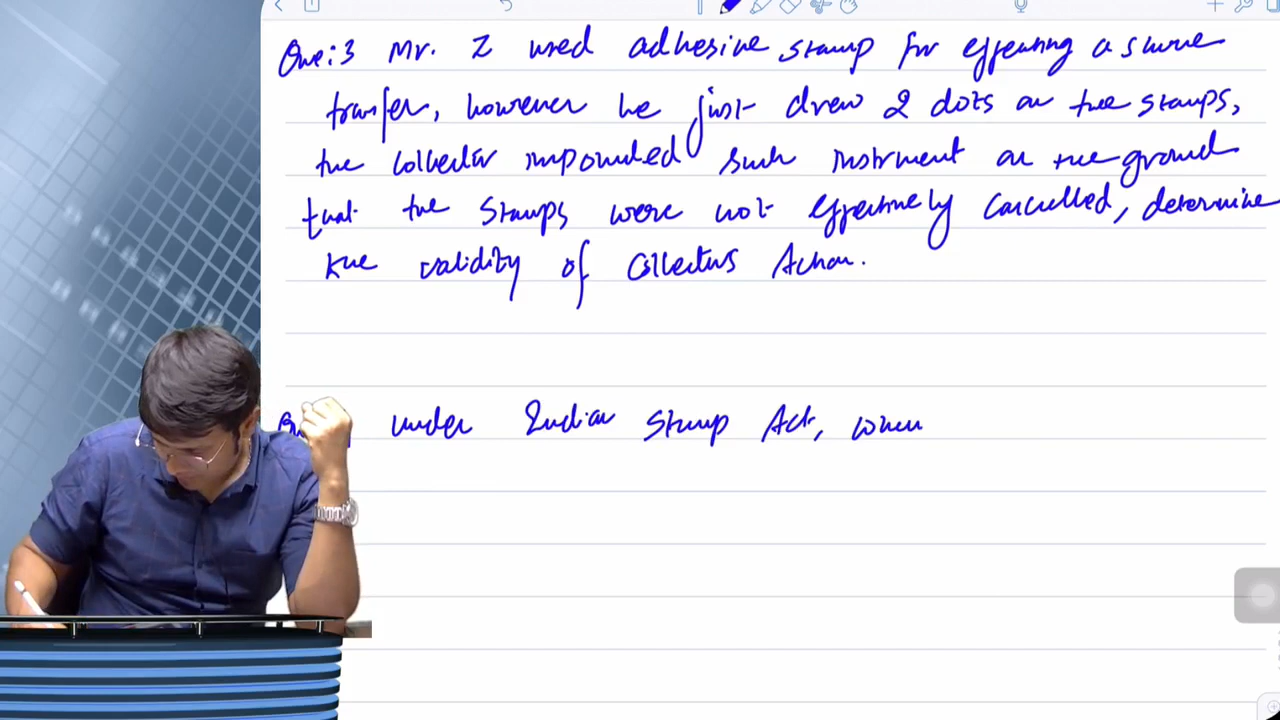 Que:3 Mr. Z used adhesive stamp for effecting a share
transfer, however he just drew 2 dots on the stamps,
the collector impounded such instrment on the ground
that the stamps were not effectively cancelled, determine
the validity of Collectors Action.
under Indian Stamp Act, when